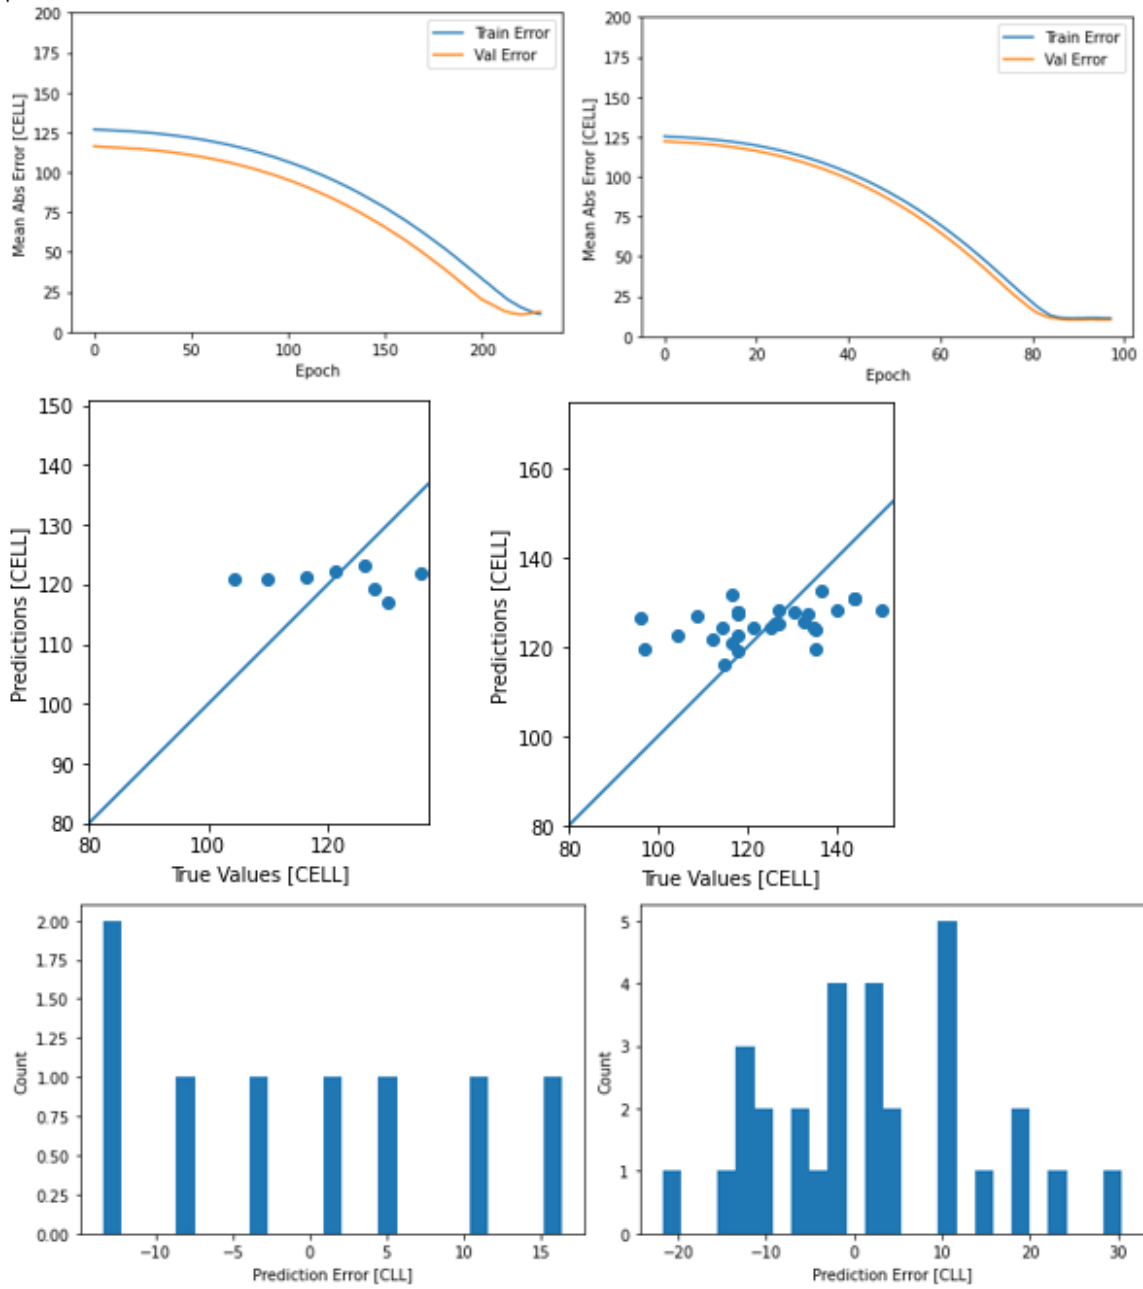 200
175
150
125
100
75
50
25
0
Mean Abs Error [CELL]
Train Error
Val Error
0 50 100 150 200
Epoch
200
175
150
125
100
75
50
25
0
Mean Abs Error [CELL]
Train Error
Val Error
0 20 40 60 80 100
Epoch
150
140
130
120
110
100
90
80
Predictions [CELL]
80 100 120
True Values [CELL]
160
140
120
100
80
Predictions [CELL]
80 100 120 140
True Values [CELL]
2.00
1.75
1.50
1.25
1.00
0.75
0.50
0.25
0.00
Count
−10 −5 0 5 10 15
Prediction Error [CLL]
5
4
3
2
1
0
Count
−20 −10 0 10 20 30
Prediction Error [CLL]